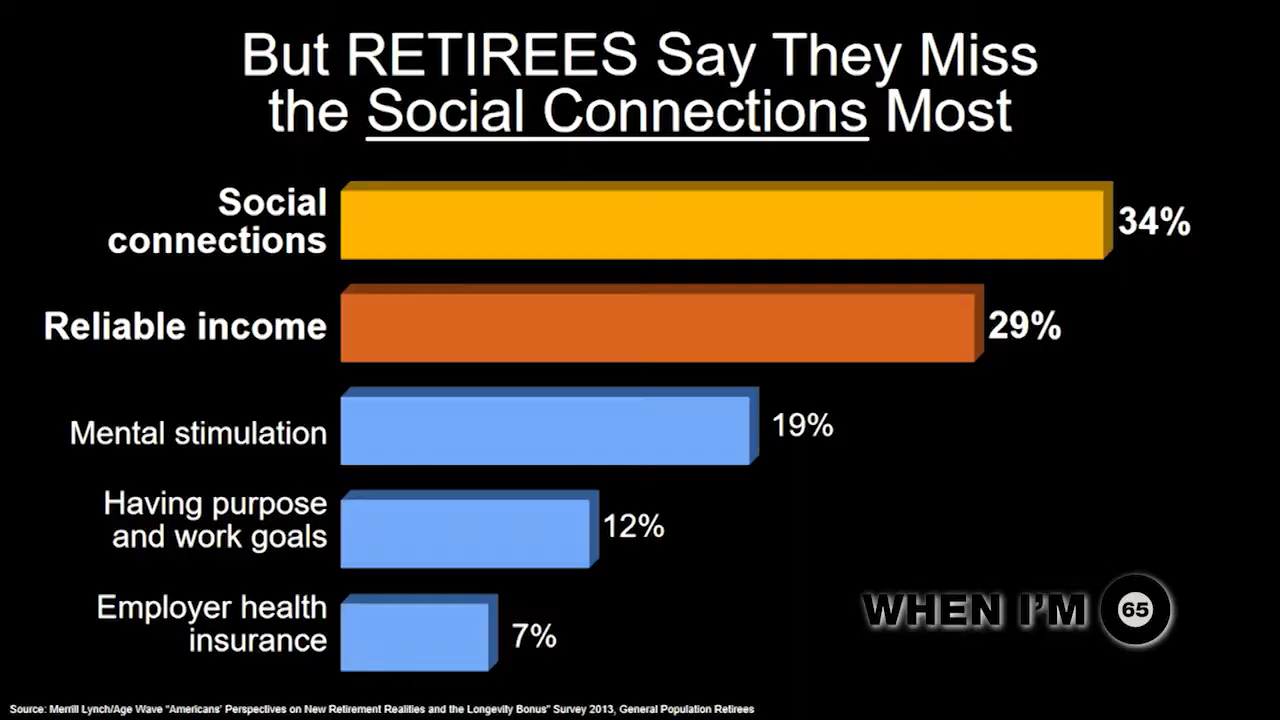 But RETIREES Say They Miss
the Social Connections Most
Social
connections
34%
Reliable income
29%
Mental stimulation
19%
Having purpose
and work goals
12%
Employer health
insurance
7%
WHEN I'M 65
Source: Merrill Lynch/Age Wave "Americans' Perspectives on New Retirement Realities and the Longevity Bonus" Survey 2013, General Population Retirees